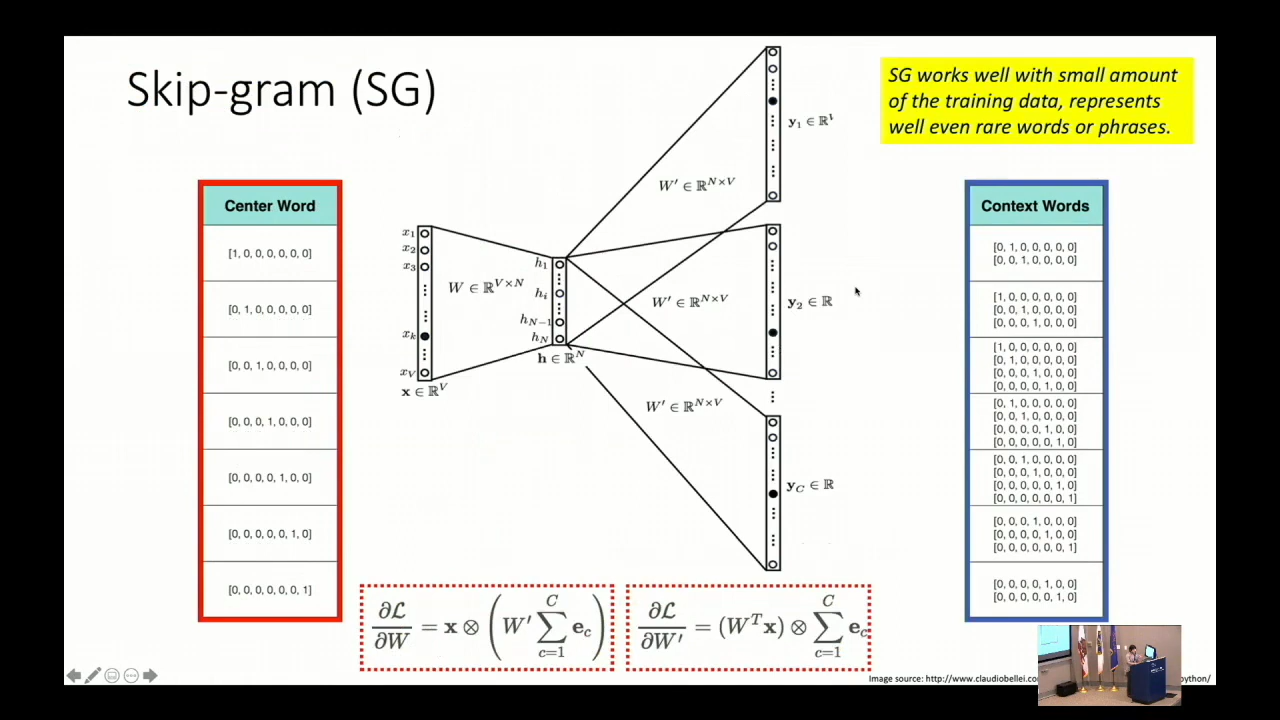 Skip-gram (SG)
SG works well with small amount
of the training data, represents
well even rare words or phrases.
Center Word
[1, 0, 0, 0, 0, 0, 0]
[0, 1, 0, 0, 0, 0, 0]
[0, 0, 1, 0, 0, 0, 0]
[0, 0, 0, 1, 0, 0, 0]
[0, 0, 0, 0, 1, 0, 0]
[0, 0, 0, 0, 0, 1, 0]
[0, 0, 0, 0, 0, 0, 1]
x₁
x₂
x₃
xₖ
x_V
x ∈ ℝ^V
W ∈ ℝ^{V×N}
h₁
hᵢ
h_{N−1}
h_N
h ∈ ℝ^N
W′ ∈ ℝ^{N×V}
W′ ∈ ℝ^{N×V}
W′ ∈ ℝ^{N×V}
y₁ ∈ ℝ
y₂ ∈ ℝ
y_C ∈ ℝ
Context Words
[0, 1, 0, 0, 0, 0, 0]
[0, 0, 1, 0, 0, 0, 0]
[1, 0, 0, 0, 0, 0, 0]
[0, 0, 1, 0, 0, 0, 0]
[0, 0, 0, 1, 0, 0, 0]
[1, 0, 0, 0, 0, 0, 0]
[0, 1, 0, 0, 0, 0, 0]
[0, 0, 0, 1, 0, 0, 0]
[0, 0, 0, 0, 1, 0, 0]
[0, 1, 0, 0, 0, 0, 0]
[0, 0, 1, 0, 0, 0, 0]
[0, 0, 0, 0, 1, 0, 0]
[0, 0, 0, 0, 0, 1, 0]
[0, 0, 1, 0, 0, 0, 0]
[0, 0, 0, 1, 0, 0, 0]
[0, 0, 0, 0, 0, 1, 0]
[0, 0, 0, 0, 0, 0, 1]
[0, 0, 0, 1, 0, 0, 0]
[0, 0, 0, 0, 1, 0, 0]
[0, 0, 0, 0, 0, 0, 1]
[0, 0, 0, 0, 1, 0, 0]
[0, 0, 0, 0, 0, 1, 0]
∂ℒ/∂W = x ⊗ (W′ ∑_{c=1}^{C} e_c)
∂ℒ/∂W′ = (W^T x) ⊗ ∑_{c=1}^{C} e_c
Image source: http://www.claudiobellei.co python/